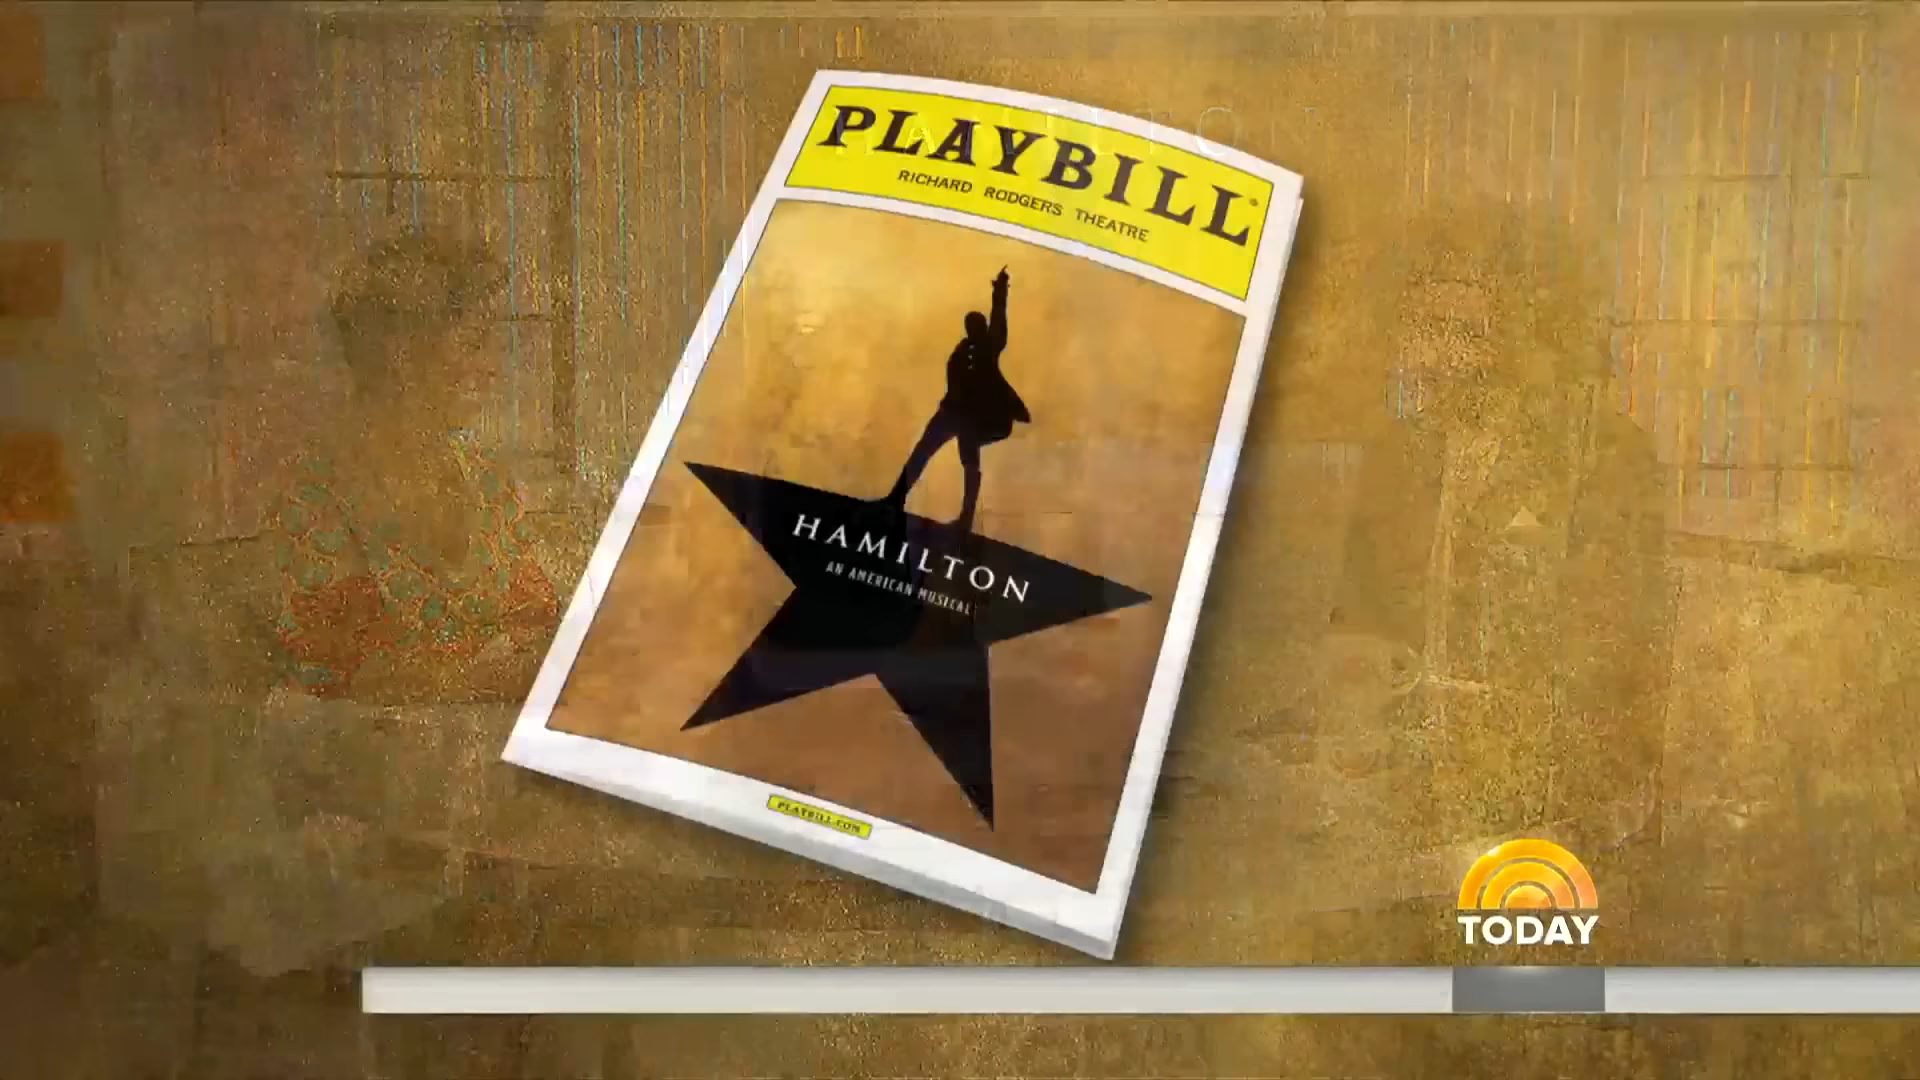 PLAYBILL®
RICHARD RODGERS THEATRE
HAMILTON
AN AMERICAN MUSICAL
PLAYBILL.COM
TODAY